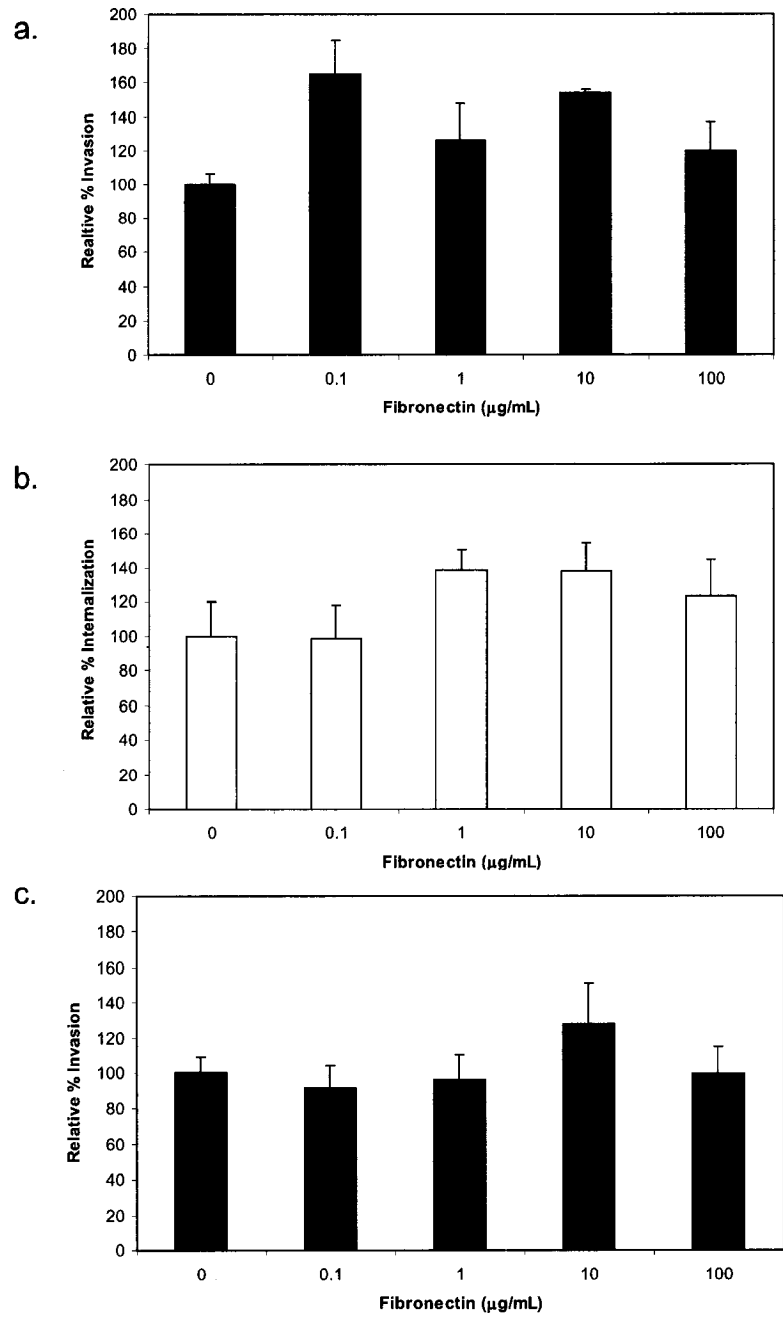 a.
200
180
160
140
120
100
80
60
40
20
0
Realtive % Invasion
0 0.1 1 10 100
Fibronectin (µg/mL)
b.
200
180
160
140
120
100
80
60
40
20
0
Relative % Internalization
0 0.1 1 10 100
Fibronectin (µg/mL)
c.
200
180
160
140
120
100
80
60
40
20
0
Relative % Invasion
0 0.1 1 10 100
Fibronectin (µg/mL)